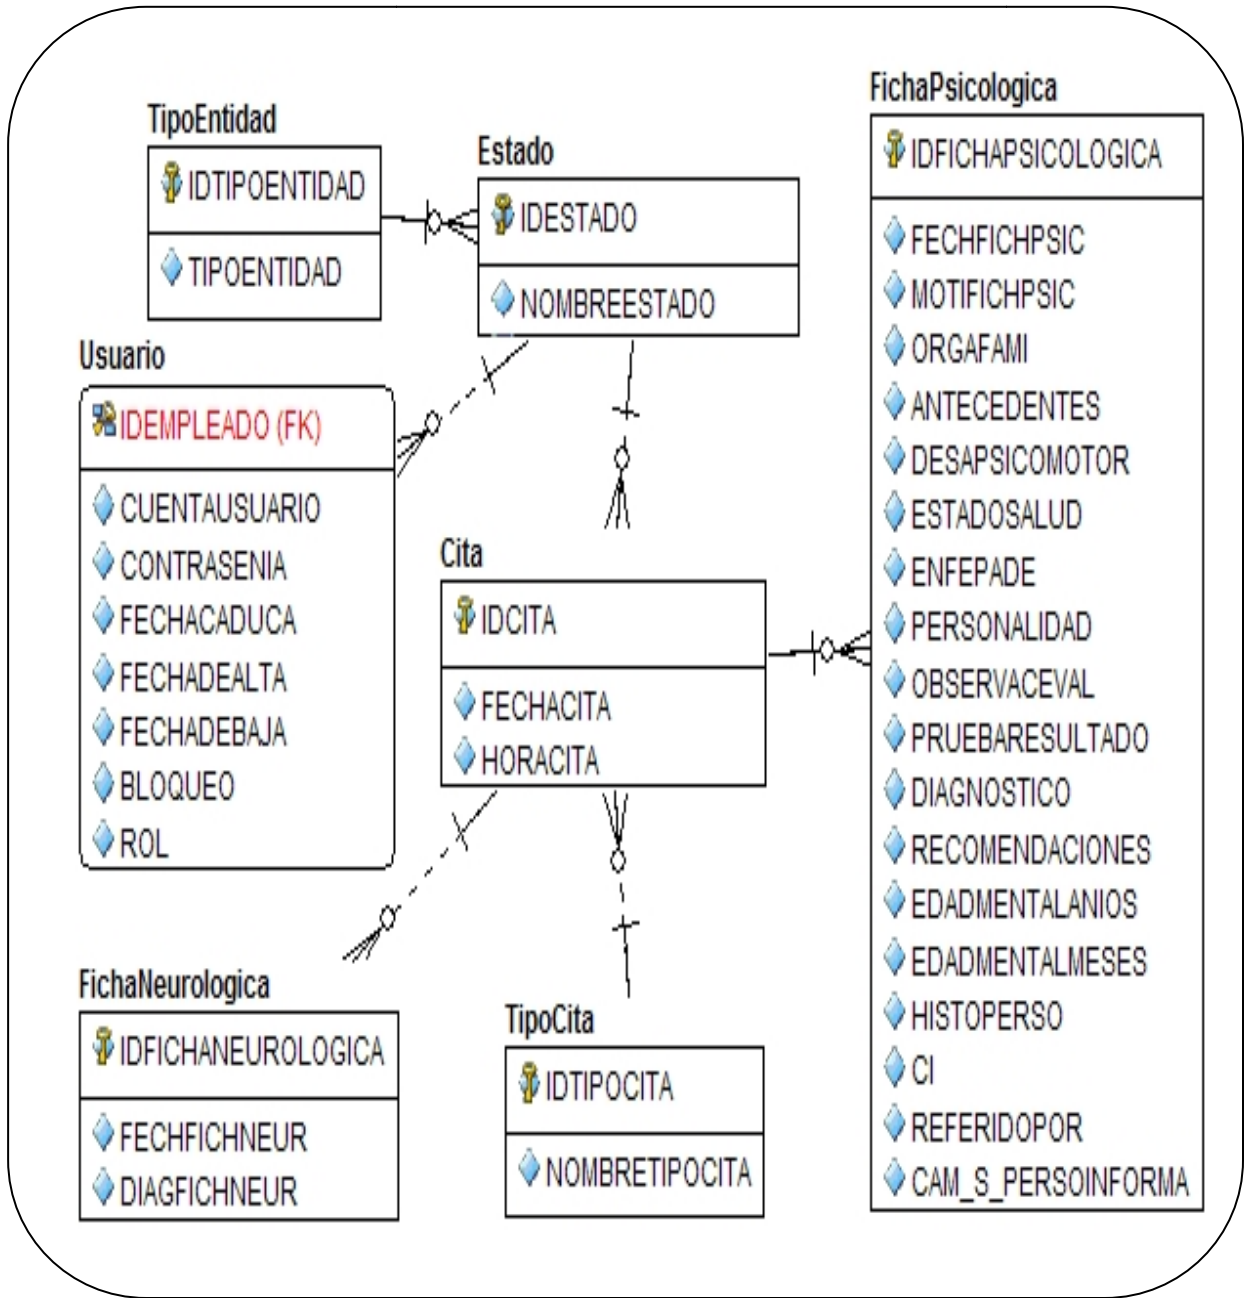 TipoEntidad
IDTIPOENTIDAD
TIPOENTIDAD
Estado
IDESTADO
NOMBREESTADO
FichaPsicologica
IDFICHAPSICOLOGICA
FECHFICHPSIC
MOTIFICHPSIC
ORGAFAMI
ANTECEDENTES
DESAPSICOMOTOR
ESTADOSALUD
ENFEPADE
PERSONALIDAD
OBSERVACEVAL
PRUEBARESULTADO
DIAGNOSTICO
RECOMENDACIONES
EDADMENTALANIOS
EDADMENTALMESES
HISTOPERSO
CI
REFERIDOPOR
CAM_S_PERSOINFORMA
Usuario
IDEMPLEADO (FK)
CUENTAUSUARIO
CONTRASENIA
FECHACADUCA
FECHADEALTA
FECHADEBAJA
BLOQUEO
ROL
Cita
IDCITA
FECHACITA
HORACITA
FichaNeurologica
IDFICHANEUROLOGICA
FECHFICHNEUR
DIAGFICHNEUR
TipoCita
IDTIPOCITA
NOMBRETIPOCITA